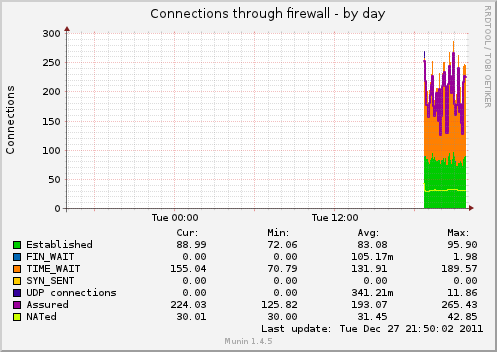 Connections through firewall - by day
RRDTOOL / TOBI OETIKER
Connections
300
250
200
150
100
50
0
Tue 00:00 Tue 12:00
Cur: Min: Avg: Max:
Established 88.99 72.06 83.08 95.90
FIN_WAIT 0.00 0.00 105.17m 1.98
TIME_WAIT 155.04 70.79 131.91 189.57
SYN_SENT 0.00 0.00 0.00 0.00
UDP connections 0.00 0.00 341.21m 11.86
Assured 224.03 125.82 193.07 265.43
NATed 30.01 30.00 31.45 42.85
Last update: Tue Dec 27 21:50:02 2011
Munin 1.4.5